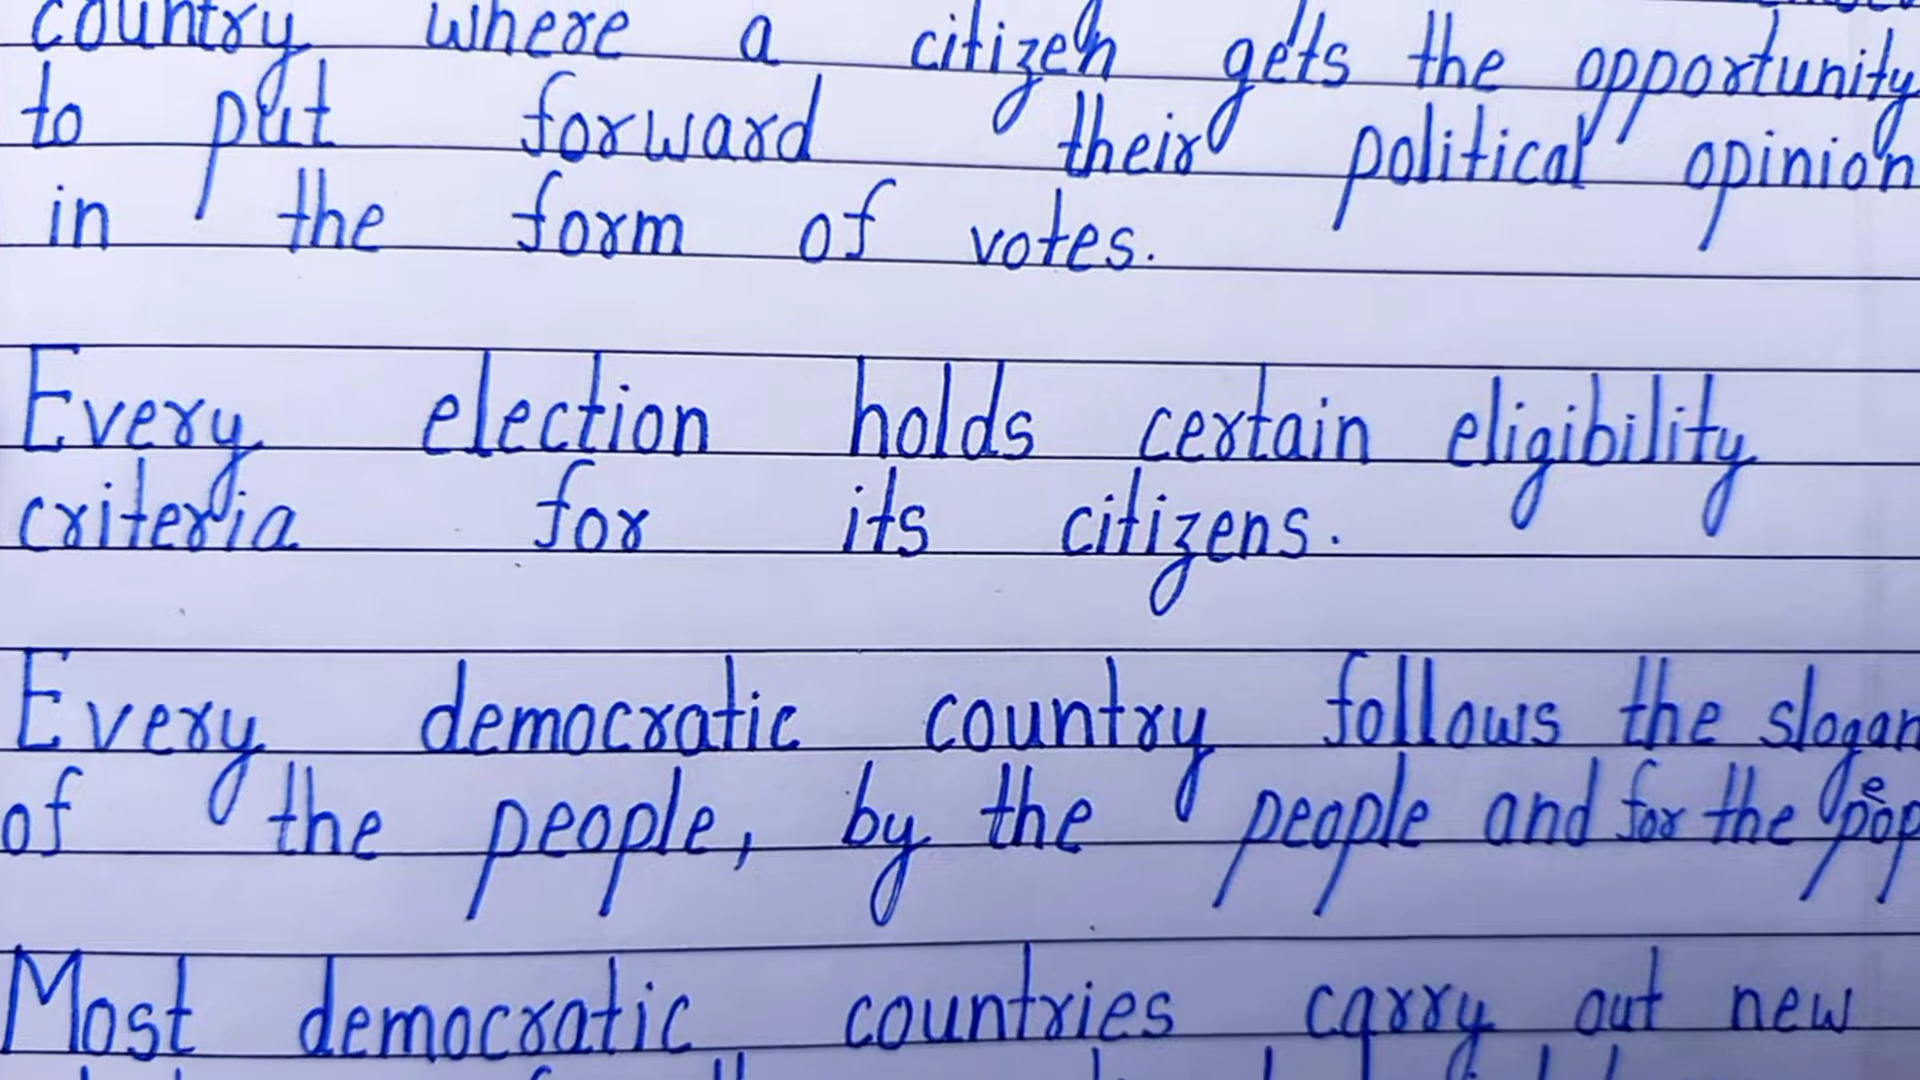 country where a citizen gets the opportunity
to put forward their political opinion
in the form of votes.
Every election holds certain eligibility
criteria for its citizens.
Every democratic country follows the slogan
of the people, by the people and for the peop
Most democratic countries carry out new